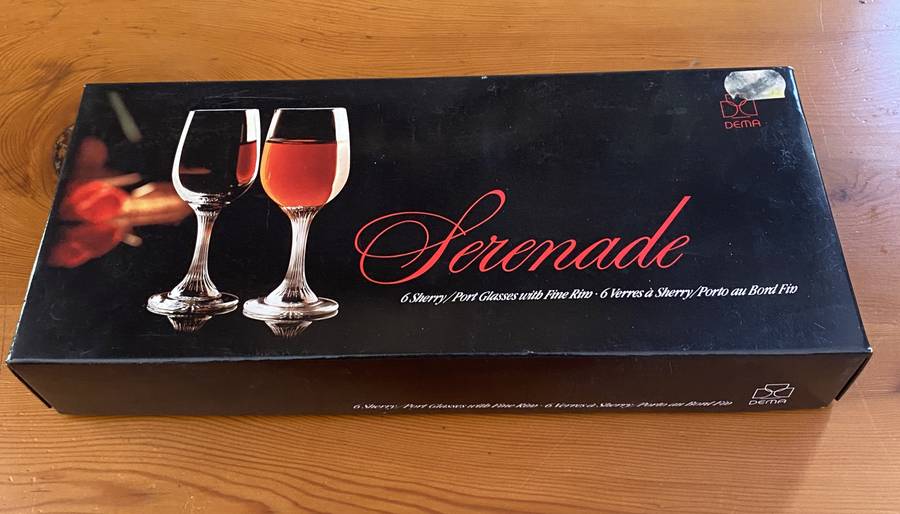 DEMA
Serenade
6 Sherry/Port Glasses with Fine Rim · 6 Verres à Sherry/Porto au Bord Fin
6 Sherry/Port Glasses with Fine Rim · 6 Verres à Sherry/Porto au Bord Fin
DEMA